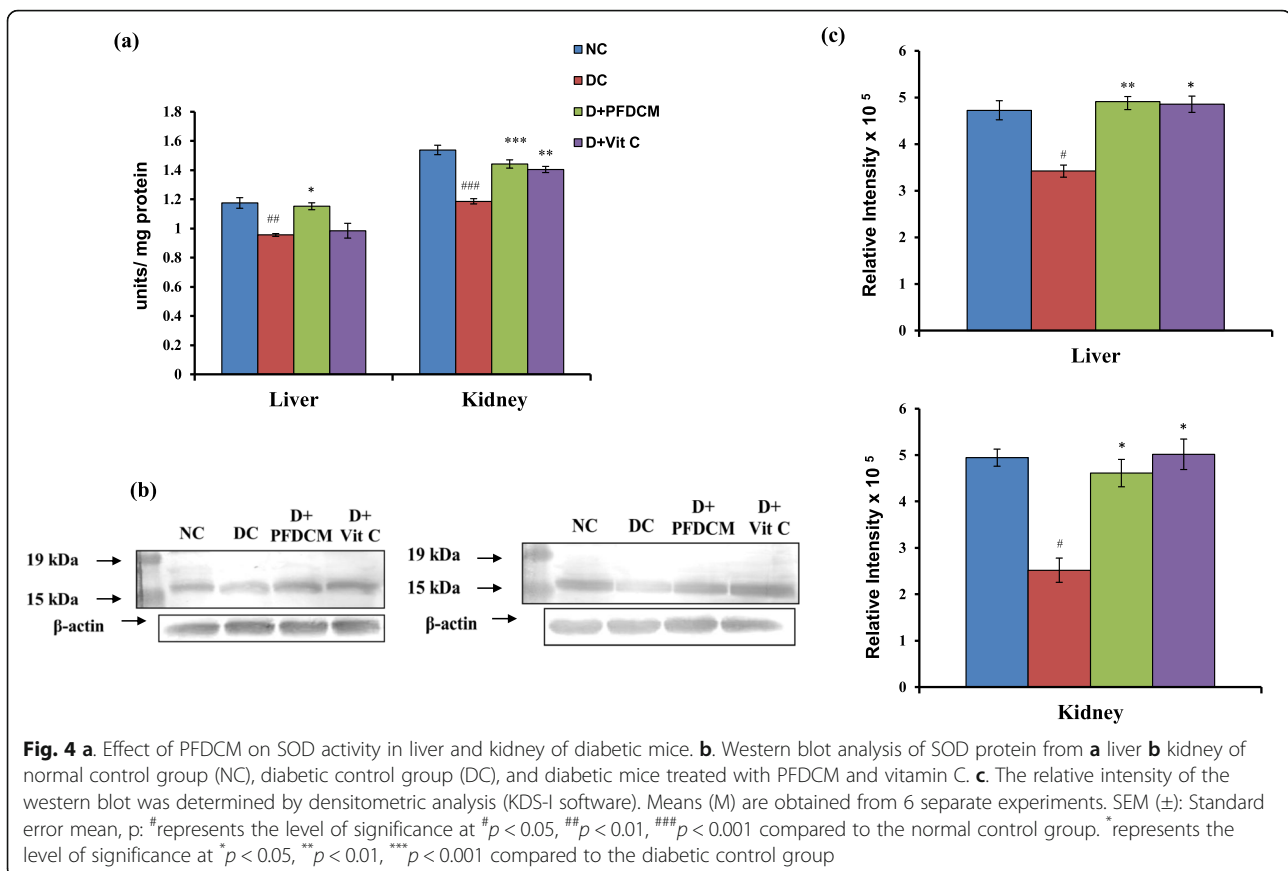 (a)
NC
DC
D+PFDCM
D+Vit C
units/ mg protein
1.8
1.6
1.4
1.2
1
0.8
0.6
0.4
0.2
0
##
*
###
***
**
Liver
Kidney
(b)
NC DC D+ PFDCM D+ Vit C
19 kDa
15 kDa
β-actin
NC DC D+ PFDCM D+ Vit C
19 kDa
15 kDa
β-actin
(c)
Relative Intensity x 10 5
6
5
4
3
2
1
0
#
**
*
Liver
Relative Intensity x 10 5
6
5
4
3
2
1
0
#
*
*
Kidney
Fig. 4 a. Effect of PFDCM on SOD activity in liver and kidney of diabetic mice. b. Western blot analysis of SOD protein from a liver b kidney of
normal control group (NC), diabetic control group (DC), and diabetic mice treated with PFDCM and vitamin C. c. The relative intensity of the
western blot was determined by densitometric analysis (KDS-I software). Means (M) are obtained from 6 separate experiments. SEM (±): Standard
error mean, p: #represents the level of significance at #p < 0.05, ##p < 0.01, ###p < 0.001 compared to the normal control group. *represents the
level of significance at *p < 0.05, **p < 0.01, ***p < 0.001 compared to the diabetic control group